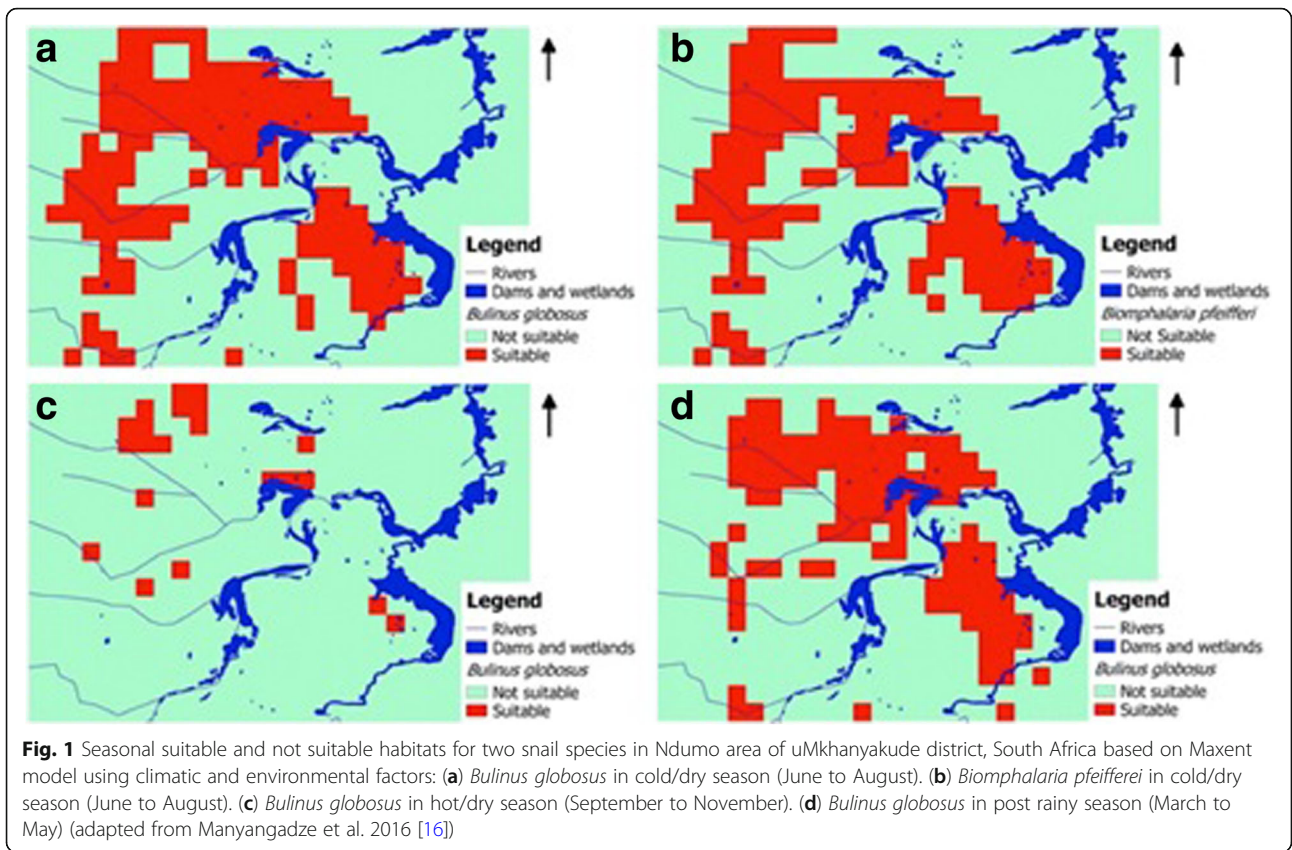 a
Legend
Rivers
Dams and wetlands
Bulinus globosus
Not suitable
Suitable
b
Legend
Rivers
Dams and wetlands
Biomphalaria pfeifferi
Not Suitable
Suitable
c
Legend
Rivers
Dams and wetlands
Bulinus globosus
Not suitable
Suitable
d
Legend
Rivers
Dams and wetlands
Bulinus globosus
Not suitable
Suitable
Fig. 1 Seasonal suitable and not suitable habitats for two snail species in Ndumo area of uMkhanyakude district, South Africa based on Maxent
model using climatic and environmental factors: (a) Bulinus globosus in cold/dry season (June to August). (b) Biomphalaria pfeifferei in cold/dry
season (June to August). (c) Bulinus globosus in hot/dry season (September to November). (d) Bulinus globosus in post rainy season (March to
May) (adapted from Manyangadze et al. 2016 [16])